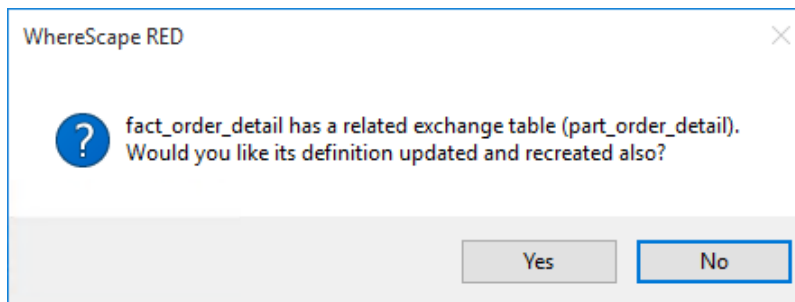 WhereScape RED
fact_order_detail has a related exchange table (part_order_detail).
Would you like its definition updated and recreated also?
Yes
No